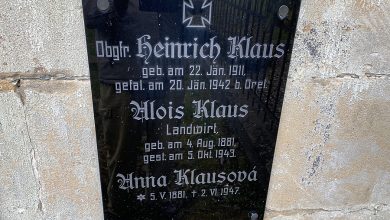 Obgfr. Heinrich Klaus
geb. am 22. Jän. 1911,
gefal. am 20. Jän. 1942 b. Orel.
Alois Klaus
Landwirt,
geb. am 4. Aug. 1881,
gest. am 5. Okt. 1943.
Anna Klausová
* 5. V. 1881. † 2. VI. 1947.